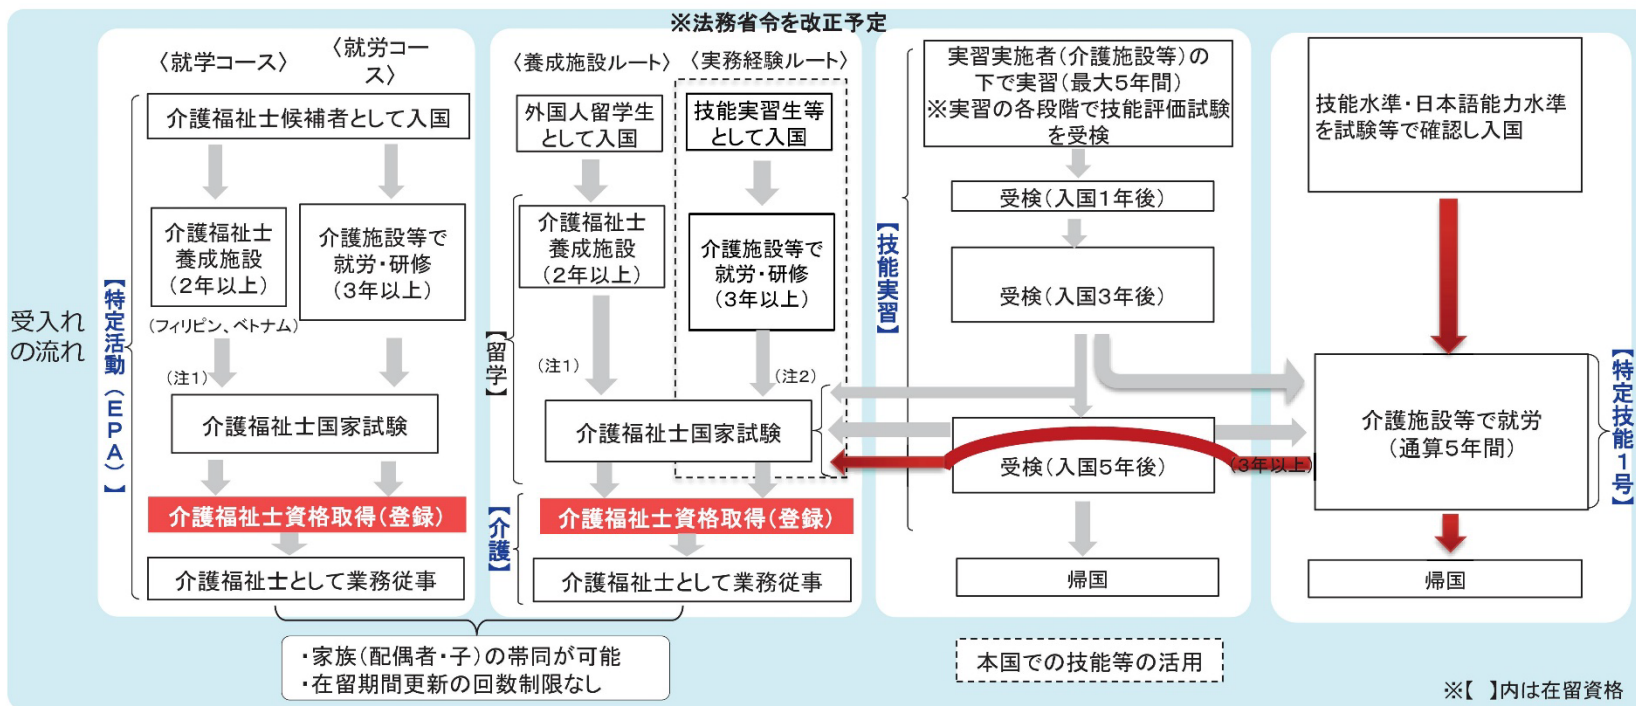 ※法務省令を改正予定
受入れ
の流れ
〈就学コース〉
〈就労コー
ス〉
【特定活動（ＥＰＡ）】
介護福祉士候補者として入国
介護福祉士
養成施設
（２年以上）
介護施設等で
就労・研修
（３年以上）
（フィリピン、ベトナム）
（注１）
介護福祉士国家試験
介護福祉士資格取得（登録）
介護福祉士として業務従事
〈養成施設ルート〉
〈実務経験ルート〉
外国人留学生
として入国
技能実習生等
として入国
【留学】
介護福祉士
養成施設
（２年以上）
介護施設等で
就労・研修
（３年以上）
（注１）
（注２）
介護福祉士国家試験
【介護】
介護福祉士資格取得（登録）
介護福祉士として業務従事
・家族（配偶者・子）の帯同が可能
・在留期間更新の回数制限なし
【技能実習】
実習実施者（介護施設等）の
下で実習（最大５年間）
※実習の各段階で技能評価試験
を受検
受検（入国１年後）
受検（入国３年後）
受検（入国５年後）
帰国
本国での技能等の活用
技能水準・日本語能力水準
を試験等で確認し入国
【特定技能１号】
介護施設等で就労
（通算５年間）
（３年以上）
帰国
※【　】内は在留資格